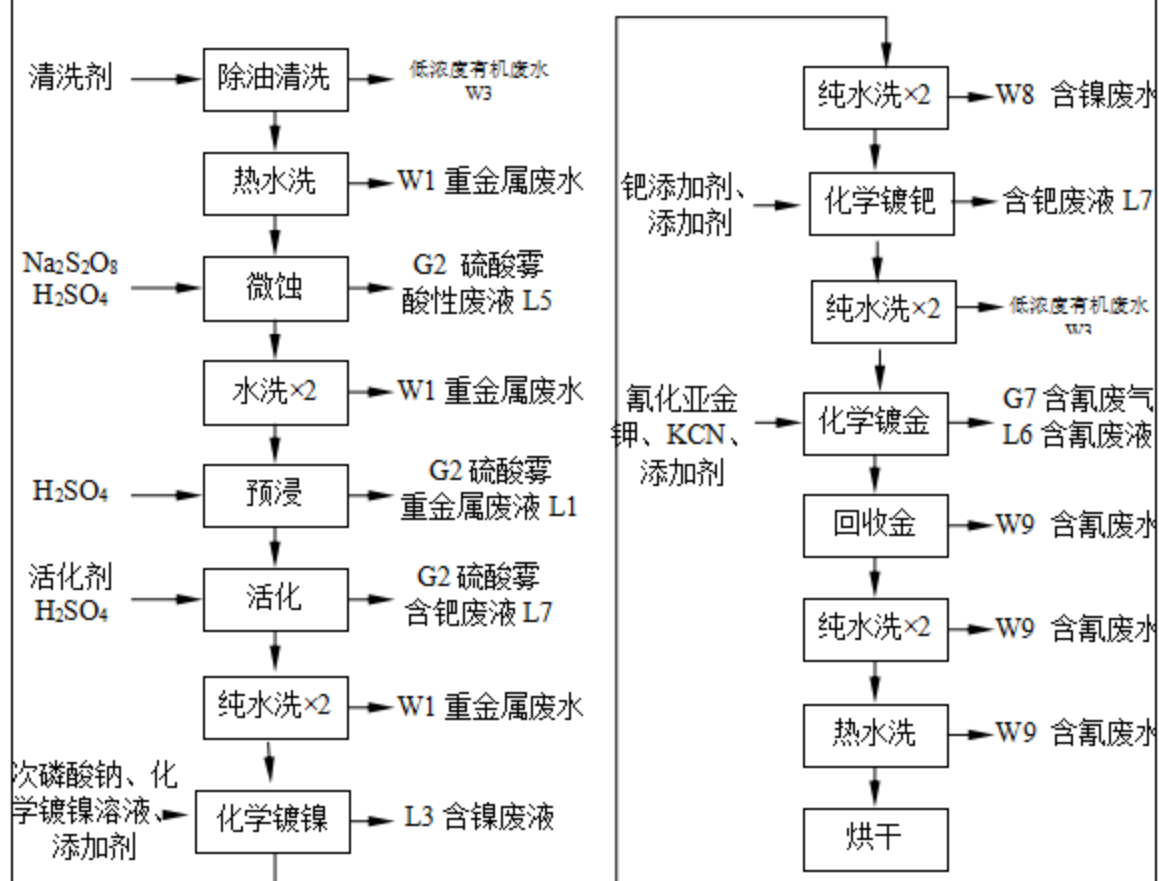 清洗剂
除油清洗
低浓度有机废水
W3
热水洗
W1 重金属废水
Na2S2O8
H2SO4
微蚀
G2 硫酸雾
酸性废液 L5
水洗×2
W1 重金属废水
H2SO4
预浸
G2 硫酸雾
重金属废液 L1
活化剂
H2SO4
活化
G2 硫酸雾
含钯废液 L7
纯水洗×2
W1 重金属废水
次磷酸钠、化
学镀镍溶液、
添加剂
化学镀镍
L3 含镍废液
纯水洗×2
W8 含镍废水
钯添加剂、
添加剂
化学镀钯
含钯废液 L7
纯水洗×2
低浓度有机废水
W3
氰化亚金
钾、KCN、
添加剂
化学镀金
G7 含氰废气
L6 含氰废液
回收金
W9 含氰废水
纯水洗×2
W9 含氰废水
热水洗
W9 含氰废水
烘干